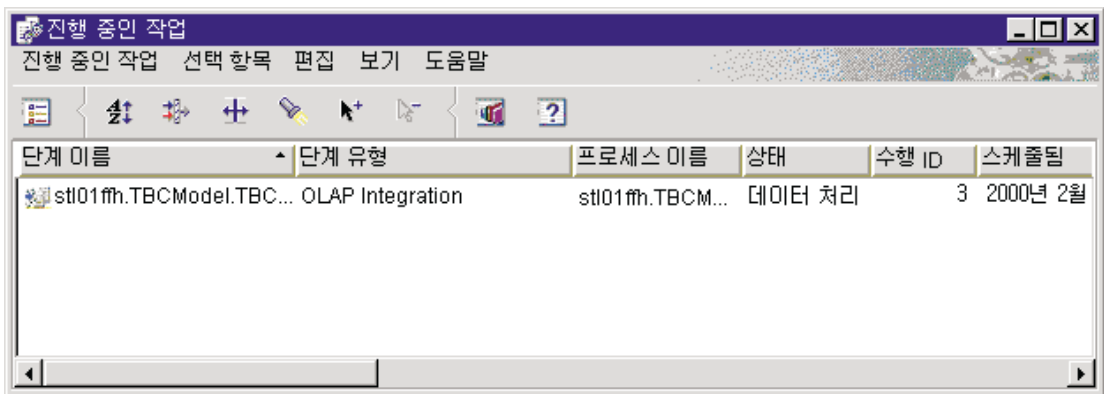 진행 중인 작업
진행 중인 작업 선택 항목 편집 보기 도움말
단계 이름 단계 유형 프로세스 이름 상태 수행 ID 스케줄됨
stl01ffh.TBCModel.TBC... OLAP Integration stl01ffh.TBCM... 데이터 처리 3 2000년 2월